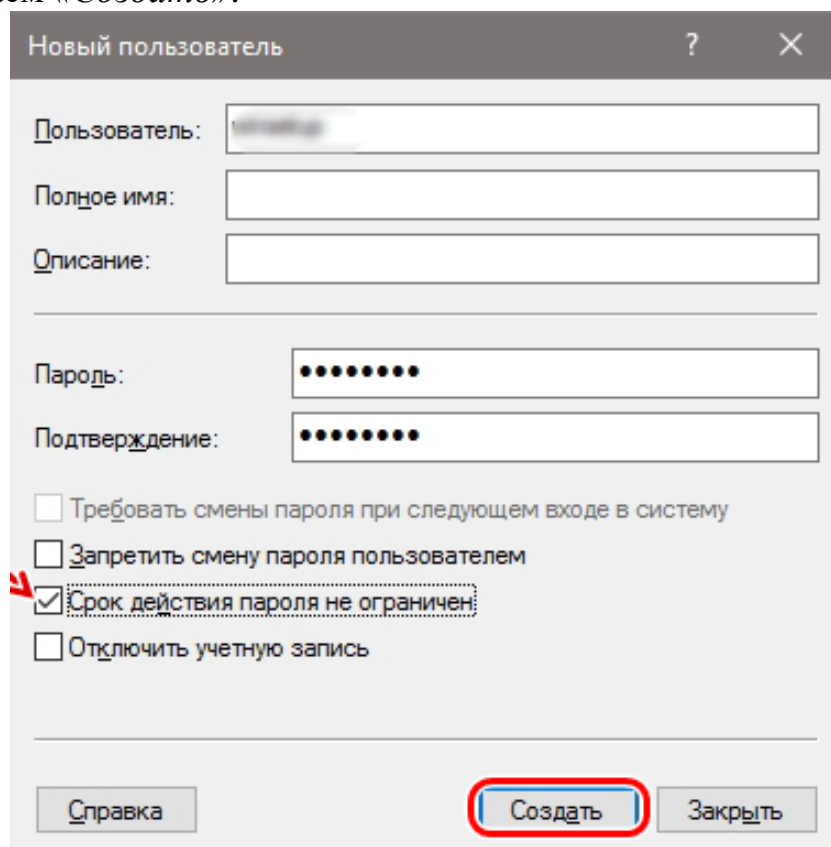 «Создать».
Новый пользователь ? ×
Пользователь:
Полное имя:
Описание:
Пароль: ••••••••
Подтверждение: ••••••••
Требовать смены пароля при следующем входе в систему
Запретить смену пароля пользователем
Срок действия пароля не ограничен
Отключить учетную запись
Справка Создать Закрыть